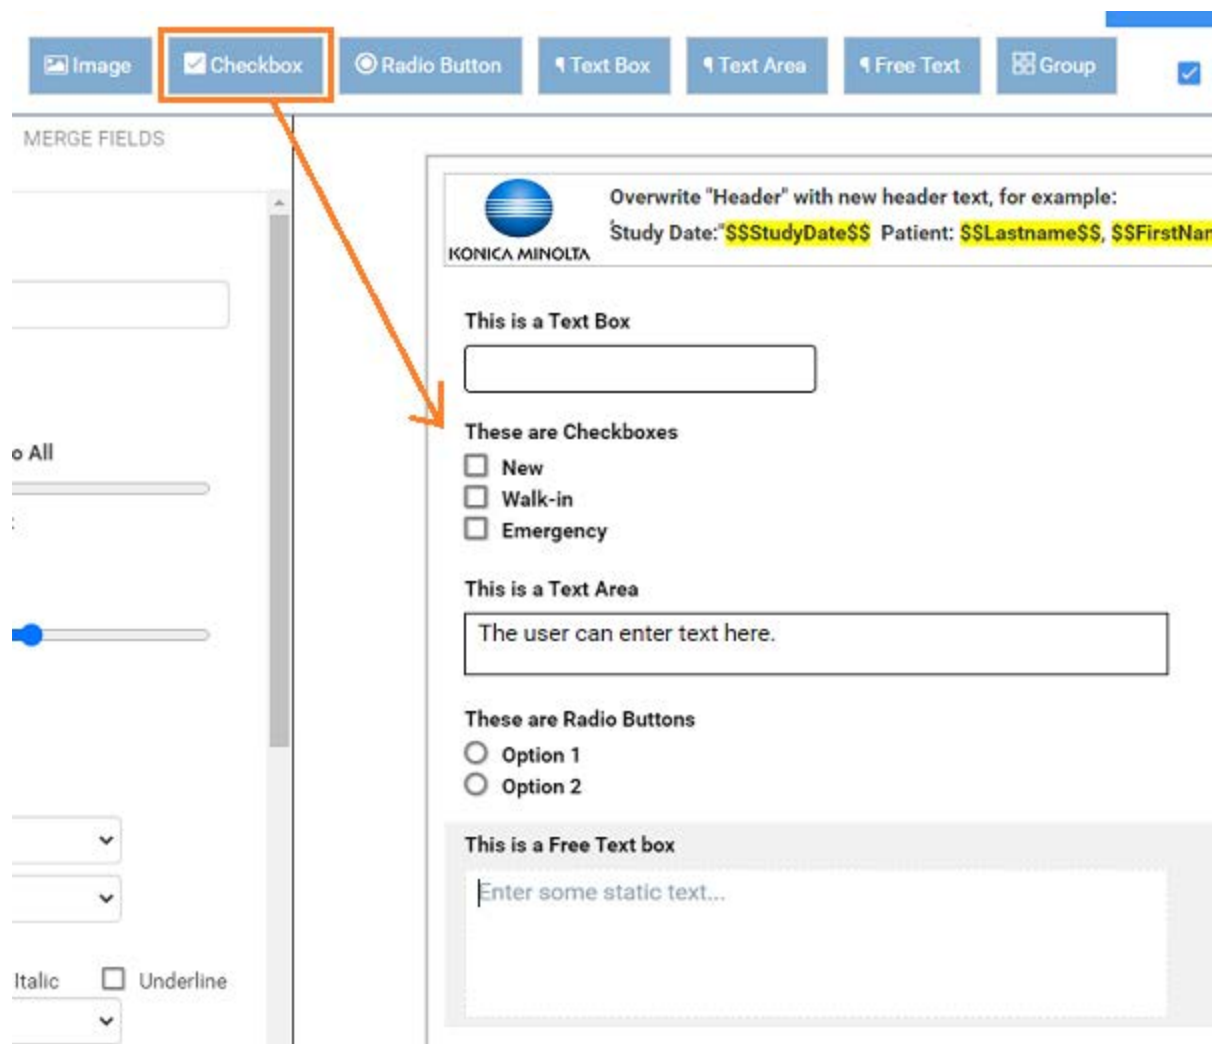 Image Checkbox Radio Button ¶ Text Box ¶ Text Area ¶ Free Text Group
MERGE FIELDS
Overwrite "Header" with new header text, for example:
KONICA MINOLTA
Study Date:"$$StudyDate$$ Patient: $$Lastname$$, $$FirstNam
This is a Text Box
These are Checkboxes
o All
New
Walk-in
Emergency
This is a Text Area
The user can enter text here.
These are Radio Buttons
Option 1
Option 2
This is a Free Text box
Enter some static text...
Italic Underline